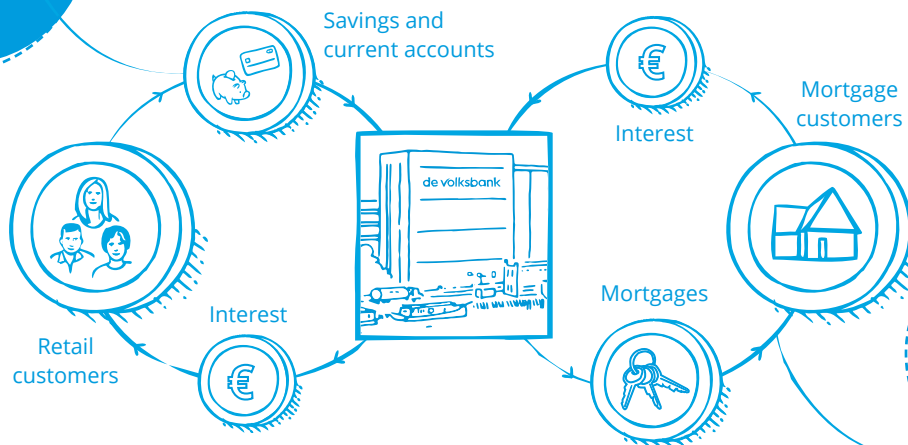 Savings and
current accounts
Interest
Mortgage
customers
de volksbank
Mortgages
Interest
Retail
customers
€
€